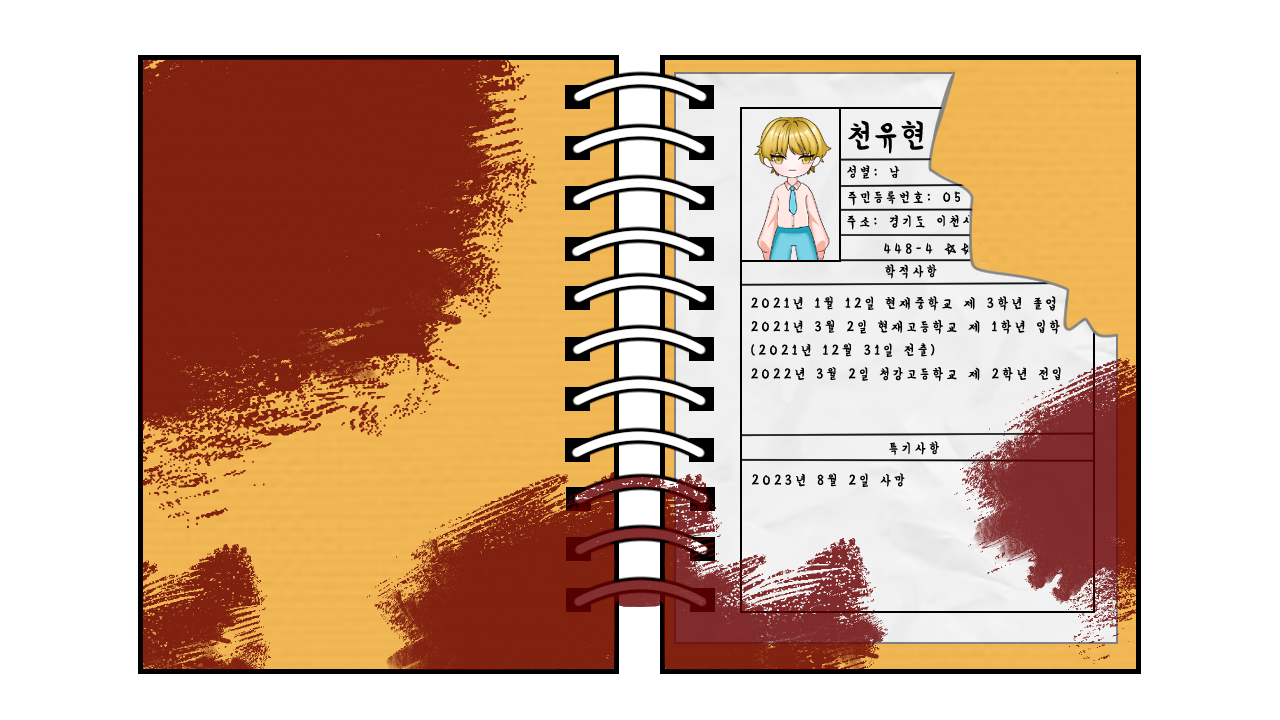 천유현
성별: 남
주민등록번호: 05
주소: 경기도 이천
448-4
학적사항
2021년 1월 12일 현재중학교 제 3학년 졸업
2021년 3월 2일 현재고등학교 제 1학년 입학
(2021년 12월 31일 전출)
2022년 3월 2일 청강고등학교 제 2학년 전입
특기사항
2023년 8월 2일 사망